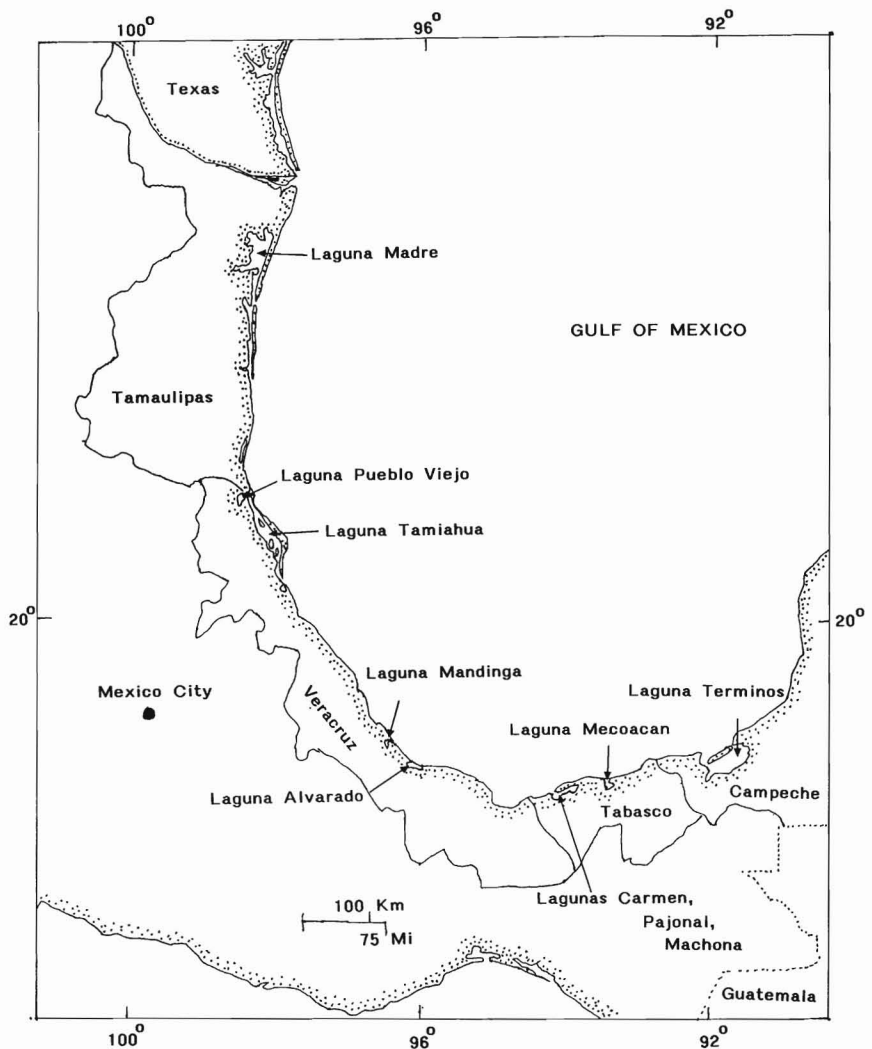 100°
96°
92°
Texas
Laguna Madre
GULF OF MEXICO
Tamaulipas
Laguna Pueblo Viejo
Laguna Tamiahua
20°
20°
Laguna Mandinga
Mexico City
Veracruz
Laguna Terminos
Laguna Mecoacan
Laguna Alvarado
Campeche
Tabasco
Lagunas Carmen,
Pajonal,
Machona
100 Km
75 Mi
Guatemala
100°
96°
92°